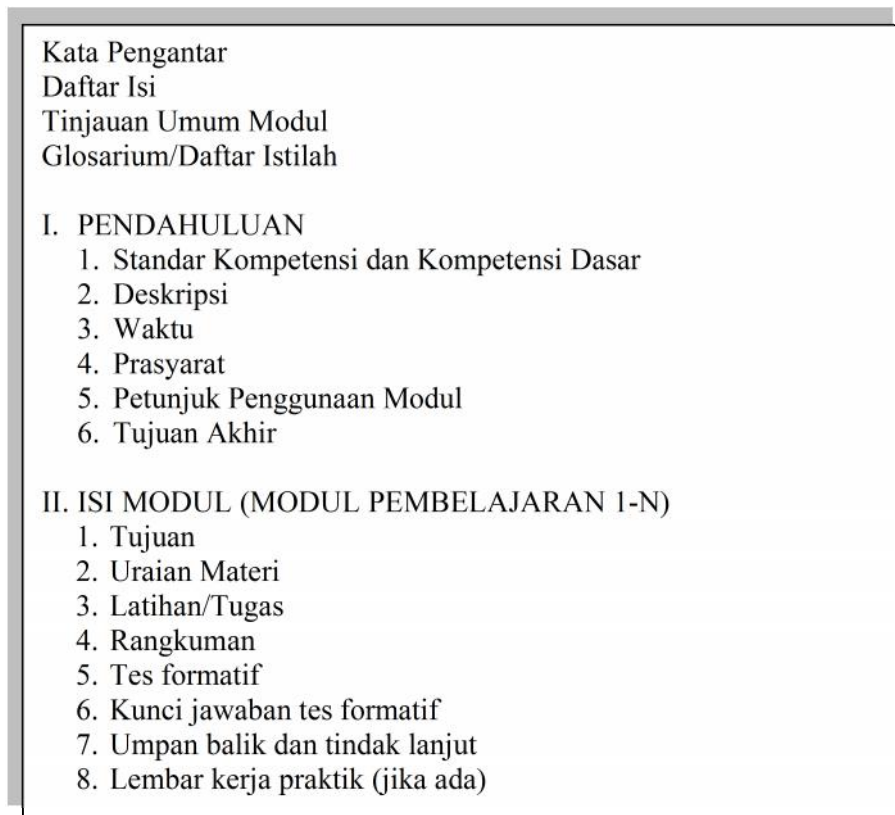 Kata Pengantar
Daftar Isi
Tinjauan Umum Modul
Glosarium/Daftar Istilah
I. PENDAHULUAN
1. Standar Kompetensi dan Kompetensi Dasar
2. Deskripsi
3. Waktu
4. Prasyarat
5. Petunjuk Penggunaan Modul
6. Tujuan Akhir
II. ISI MODUL (MODUL PEMBELAJARAN 1-N)
1. Tujuan
2. Uraian Materi
3. Latihan/Tugas
4. Rangkuman
5. Tes formatif
6. Kunci jawaban tes formatif
7. Umpan balik dan tindak lanjut
8. Lembar kerja praktik (jika ada)